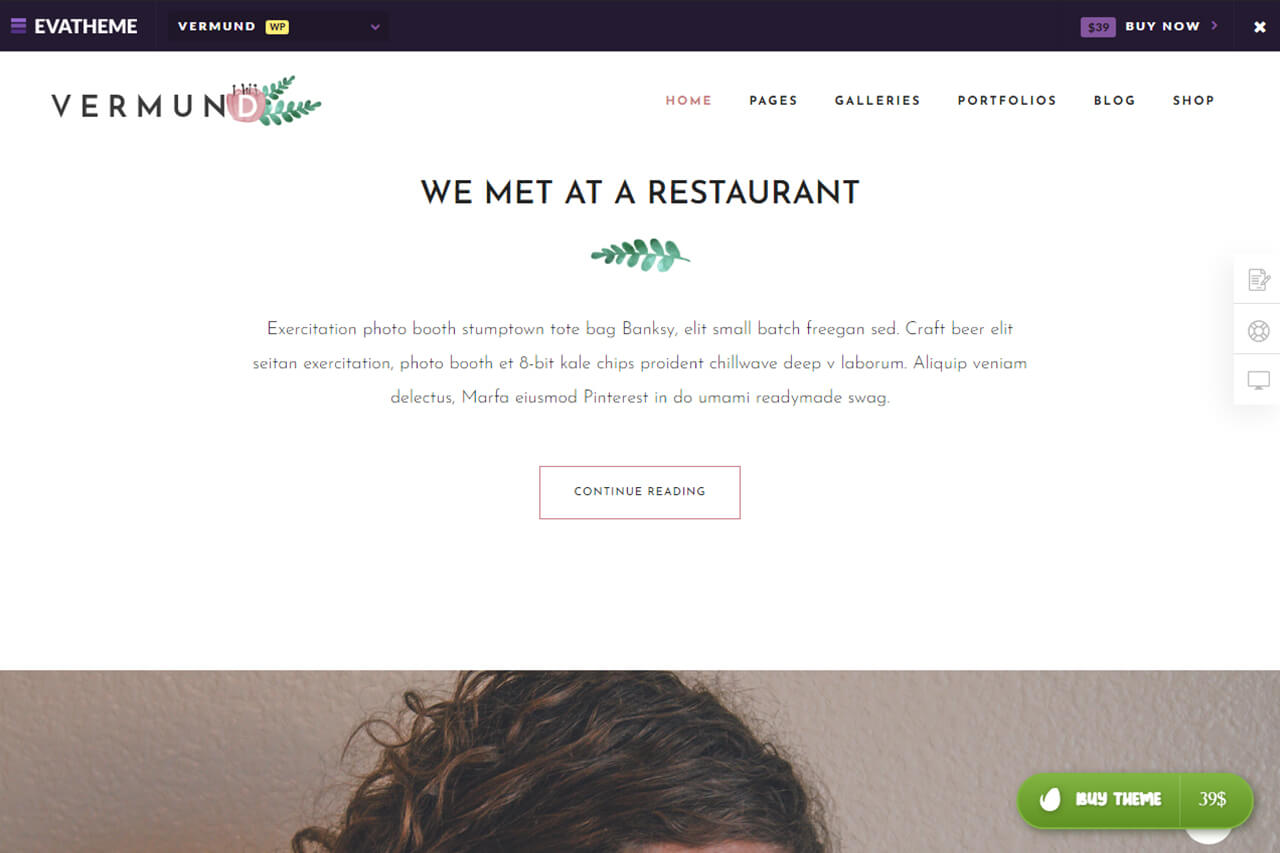 EVATHEME
VERMUND WP
$39 BUY NOW
VERMUND
HOME PAGES GALLERIES PORTFOLIOS BLOG SHOP
WE MET AT A RESTAURANT
Exercitation photo booth stumptown tote bag Banksy, elit small batch freegan sed. Craft beer elit
seitan exercitation, photo booth et 8-bit kale chips proident chillwave deep v laborum. Aliquip veniam
delectus, Marfa eiusmod Pinterest in do umami readymade swag.
CONTINUE READING
BUY THEME 39$